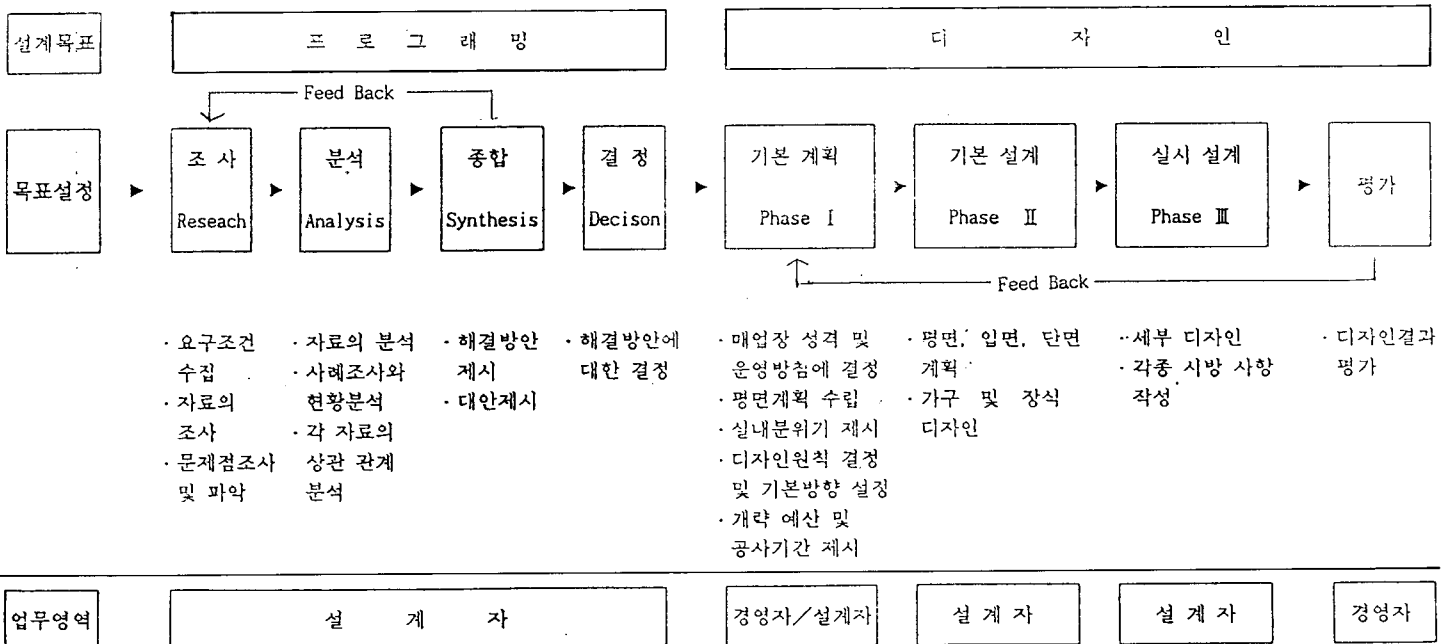 설계목표
프 로 그 래 밍
디 자 인
Feed Back
목표설정
조 사
Reseach
분석
Analysis
종합
Synthesis
결 정
Decison
기본 계획
Phase Ⅰ
기본 설계
Phase Ⅱ
실시 설계
Phase Ⅲ
평가
Feed Back
· 요구조건
수집
· 자료의
조사
· 문제점조사
및 파악
· 자료의 분석
· 사례조사와
현황분석
· 각 자료의
상관 관계
분석
· 해결방안
제시
· 대안제시
· 해결방안에
대한 결정
· 매업장 성격 및
운영방침에 결정
· 평면계획 수립
· 실내분위기 제시
· 디자인원칙 결정
및 기본방향 설정
· 개략 예산 및
공사기간 제시
· 평면, 입면, 단면
계획
· 가구 및 장식
디자인
· 세부 디자인
· 각종 시방 사항
작성
· 디자인결과
평가
업무영역
설 계 자
경영자/설계자
설 계 자
설 계 자
경영자